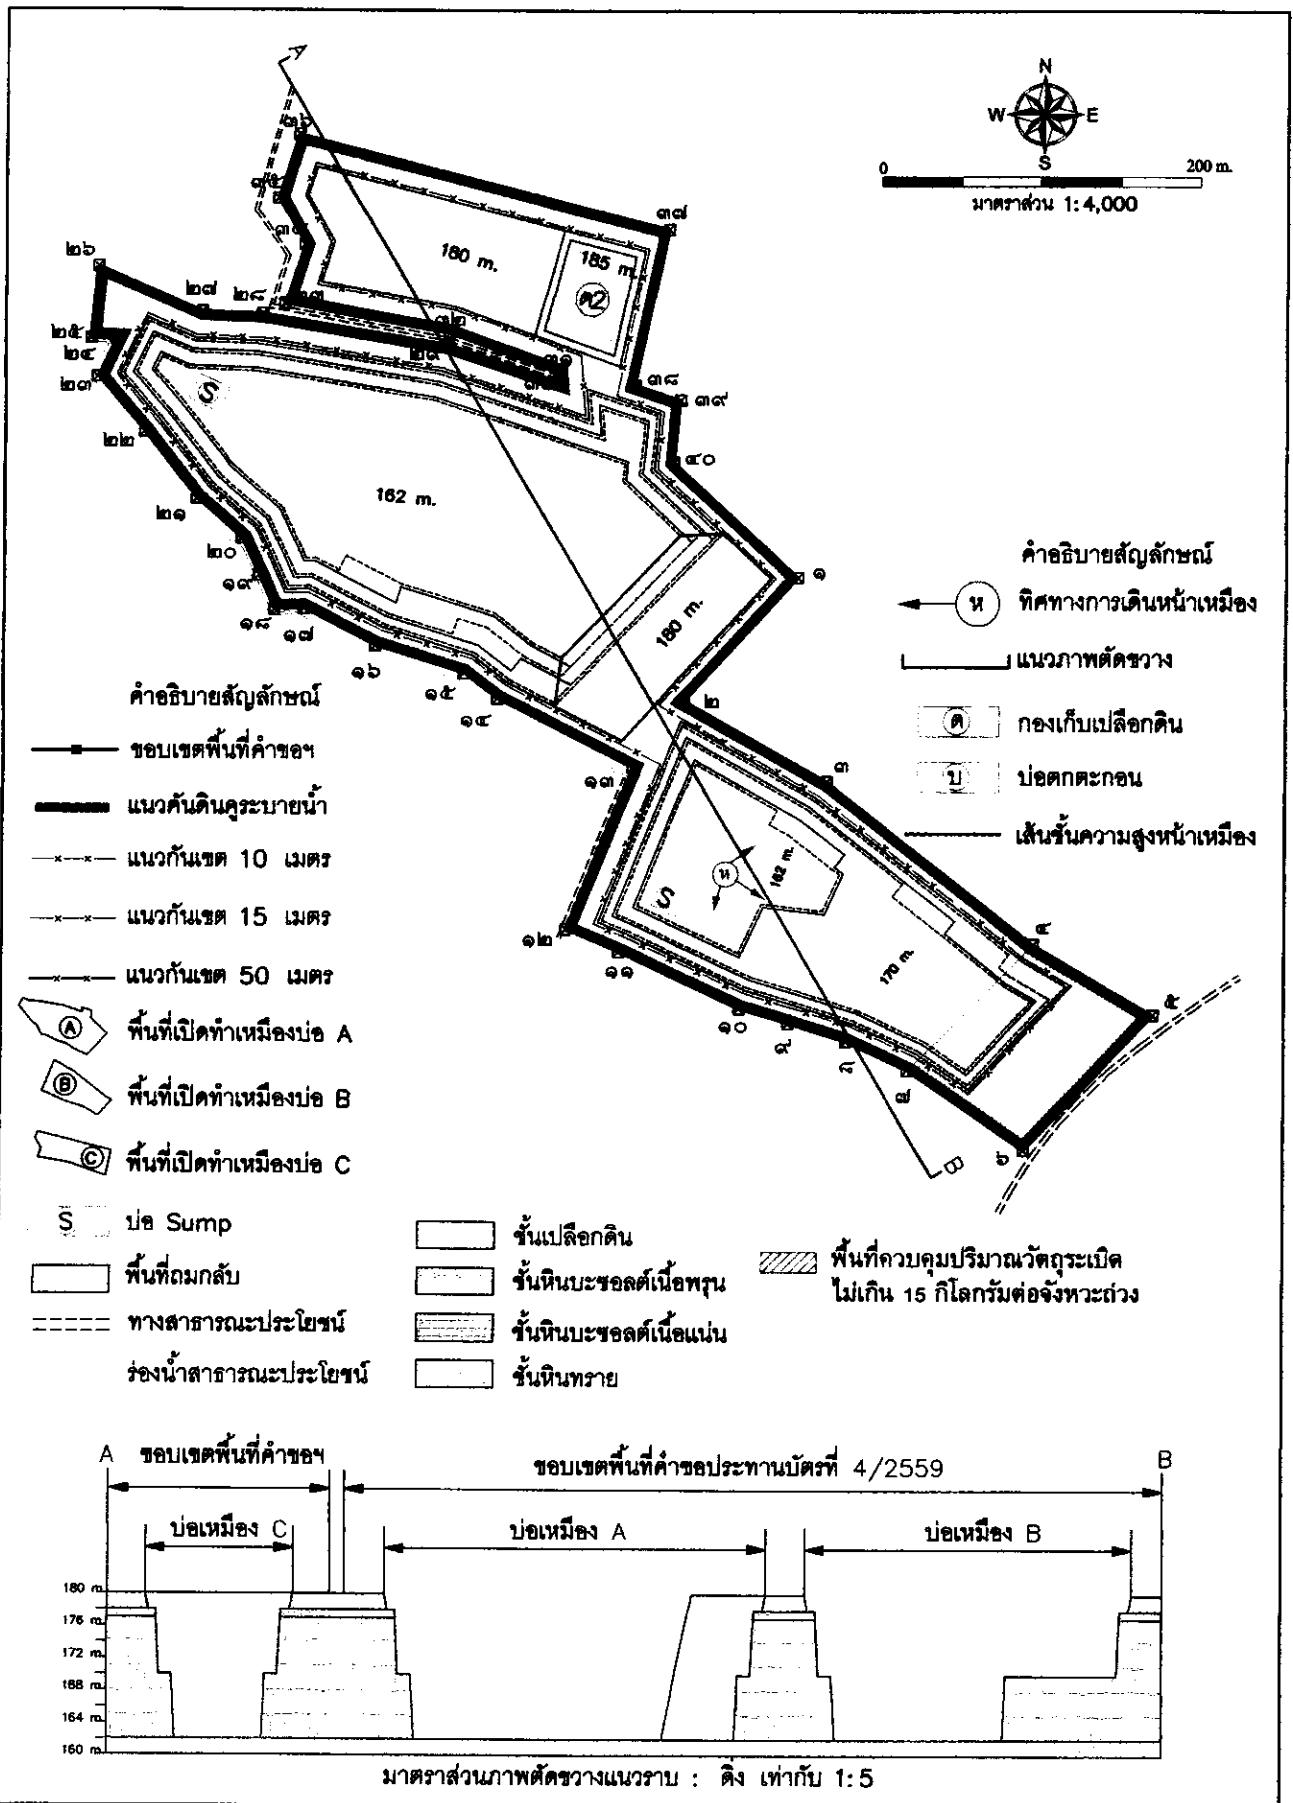 A
N
W E
S
0 200 m.
มาตราส่วน 1:4,000
๓๖
๓๕
๓๔
๓๗
๒๖
180 m.
185 m.
ต2
๒๗
๒๘
๓๓
๓๒
๒๙
๓๑
๓๐
๒๕
๒๔
๒๓
๓๘
๓๙
S
๒๒
๔๐
162 m.
๒๑
๒๐
๑๙
๑๘
๑๗
๑๖
๑๕
๑๔
๑
180 m.
๒
๑๓
๓
คำอธิบายสัญลักษณ์
ห ทิศทางการเดินหน้าเหมือง
แนวภาพตัดขวาง
ต กองเก็บเปลือกดิน
บ บ่อตกตะกอน
เส้นชั้นความสูงหน้าเหมือง
ห
162 m.
S
๔
๑๒
๑๑
170 m.
๕
๑๐
๙
๘
๗
๖
B
คำอธิบายสัญลักษณ์
ขอบเขตพื้นที่คำขอฯ
แนวคันดินคูระบายน้ำ
แนวกันเขต 10 เมตร
แนวกันเขต 15 เมตร
แนวกันเขต 50 เมตร
A พื้นที่เปิดทำเหมืองบ่อ A
B พื้นที่เปิดทำเหมืองบ่อ B
C พื้นที่เปิดทำเหมืองบ่อ C
S บ่อ Sump
พื้นที่ถมกลับ
ทางสาธารณะประโยชน์
ร่องน้ำสาธารณะประโยชน์
ชั้นเปลือกดิน
ชั้นหินบะซอลต์เนื้อพรุน
ชั้นหินบะซอลต์เนื้อแน่น
ชั้นหินทราย
พื้นที่ควบคุมปริมาณวัตถุระเบิด
ไม่เกิน 15 กิโลกรัมต่อจังหวะถ่วง
A ขอบเขตพื้นที่คำขอฯ
ขอบเขตพื้นที่คำขอประทานบัตรที่ 4/2559
B
บ่อเหมือง C
บ่อเหมือง A
บ่อเหมือง B
180 m.
176 m.
172 m.
168 m.
164 m.
160 m.
มาตราส่วนภาพตัดขวางแนวราบ : ดิ่ง เท่ากับ 1:5